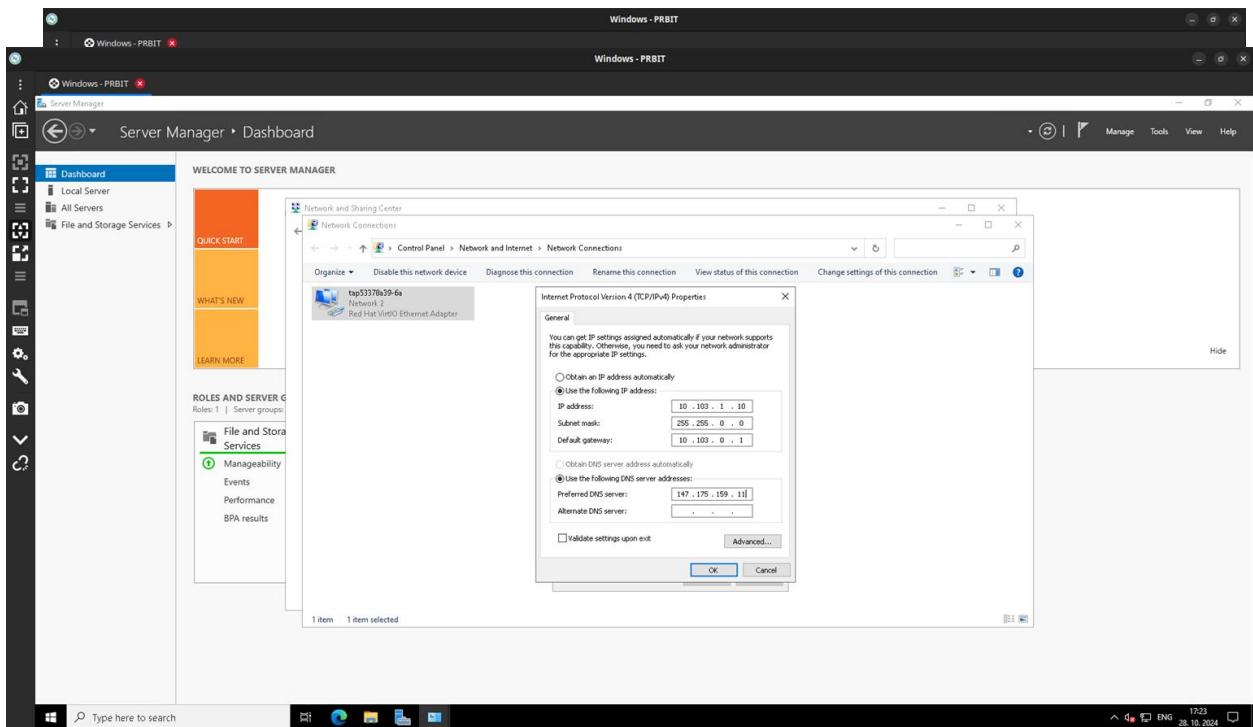 Windows - PRBIT
Windows - PRBIT
Windows - PRBIT
Windows - PRBIT
Server Manager
Server Manager • Dashboard
Manage Tools View Help
Dashboard
Local Server
All Servers
File and Storage Services
WELCOME TO SERVER MANAGER
QUICK START
WHAT'S NEW
LEARN MORE
Hide
ROLES AND SERVER G
Roles: 1 | Server groups:
File and Stora
Services
Manageability
Events
Performance
BPA results
Network and Sharing Center
Network Connections
Control Panel > Network and Internet > Network Connections
Organize Disable this network device Diagnose this connection Rename this connection View status of this connection Change settings of this connection
tap53378a39-6a
Network 2
Red Hat VirtIO Ethernet Adapter
Internet Protocol Version 4 (TCP/IPv4) Properties
General
You can get IP settings assigned automatically if your network supports
this capability. Otherwise, you need to ask your network administrator
for the appropriate IP settings.
Obtain an IP address automatically
Use the following IP address:
IP address: 10 . 103 . 1 . 10
Subnet mask: 255 . 255 . 0 . 0
Default gateway: 10 . 103 . 0 . 1
Obtain DNS server address automatically
Use the following DNS server addresses:
Preferred DNS server: 147 . 175 . 159 . 11
Alternate DNS server: . . .
Validate settings upon exit
Advanced...
OK Cancel
1 item 1 item selected
Type here to search
ENG
17:23
28. 10. 2024